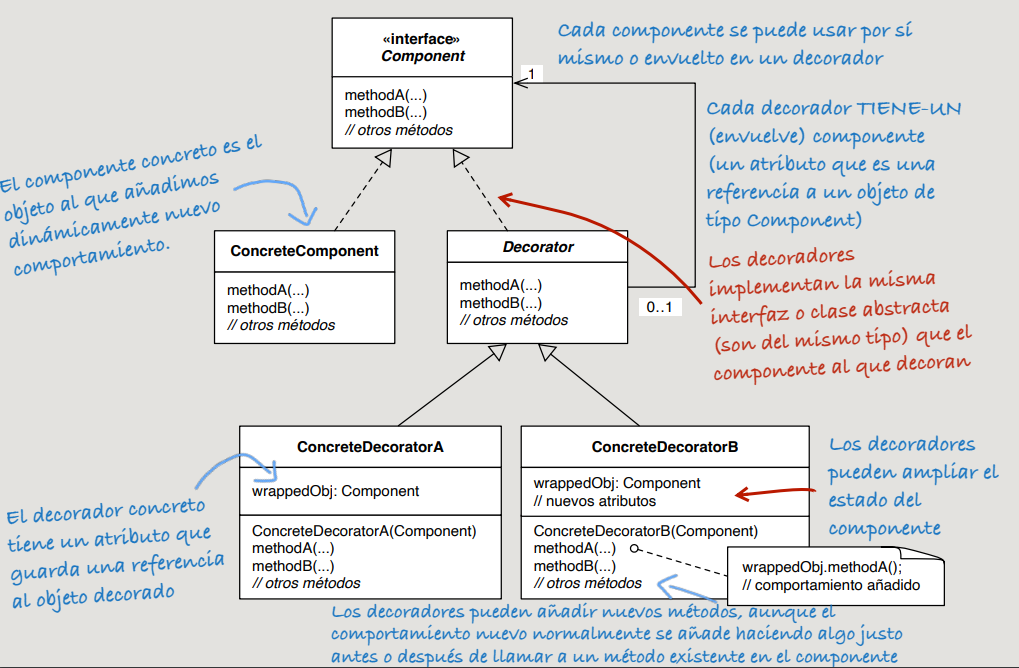 «interface»
Component
methodA(...)
methodB(...)
// otros métodos
Cada componente se puede usar por sí
mismo o envuelto en un decorador
1
Cada decorador TIENE-UN
(envuelve) componente
(un atributo que es una
referencia a un objeto de
tipo Component)
El componente concreto es el
objeto al que añadimos
dinámicamente nuevo
comportamiento.
ConcreteComponent
methodA(...)
methodB(...)
// otros métodos
Decorator
methodA(...)
methodB(...)
// otros métodos
0..1
Los decoradores
implementan la misma
interfaz o clase abstracta
(son del mismo tipo) que el
componente al que decoran
ConcreteDecoratorA
wrappedObj: Component
ConcreteDecoratorA(Component)
methodA(...)
methodB(...)
// otros métodos
ConcreteDecoratorB
wrappedObj: Component
// nuevos atributos
ConcreteDecoratorB(Component)
methodA(...)
methodB(...)
// otros métodos
Los decoradores
pueden ampliar el
estado del
componente
wrappedObj.methodA();
// comportamiento añadido
El decorador concreto
tiene un atributo que
guarda una referencia
al objeto decorado
Los decoradores pueden añadir nuevos métodos, aunque el
comportamiento nuevo normalmente se añade haciendo algo justo
antes o después de llamar a un método existente en el componente